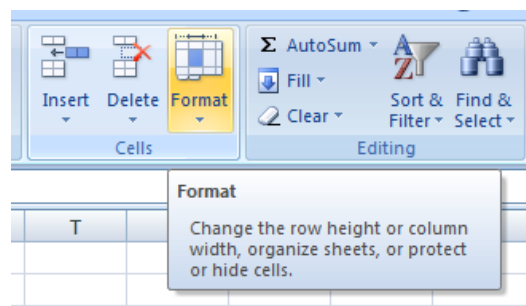 Insert Delete Format
Cells
Σ AutoSum
Fill
Clear
Sort & Filter
Find & Select
Editing
Format
Change the row height or column
width, organize sheets, or protect
or hide cells.
T